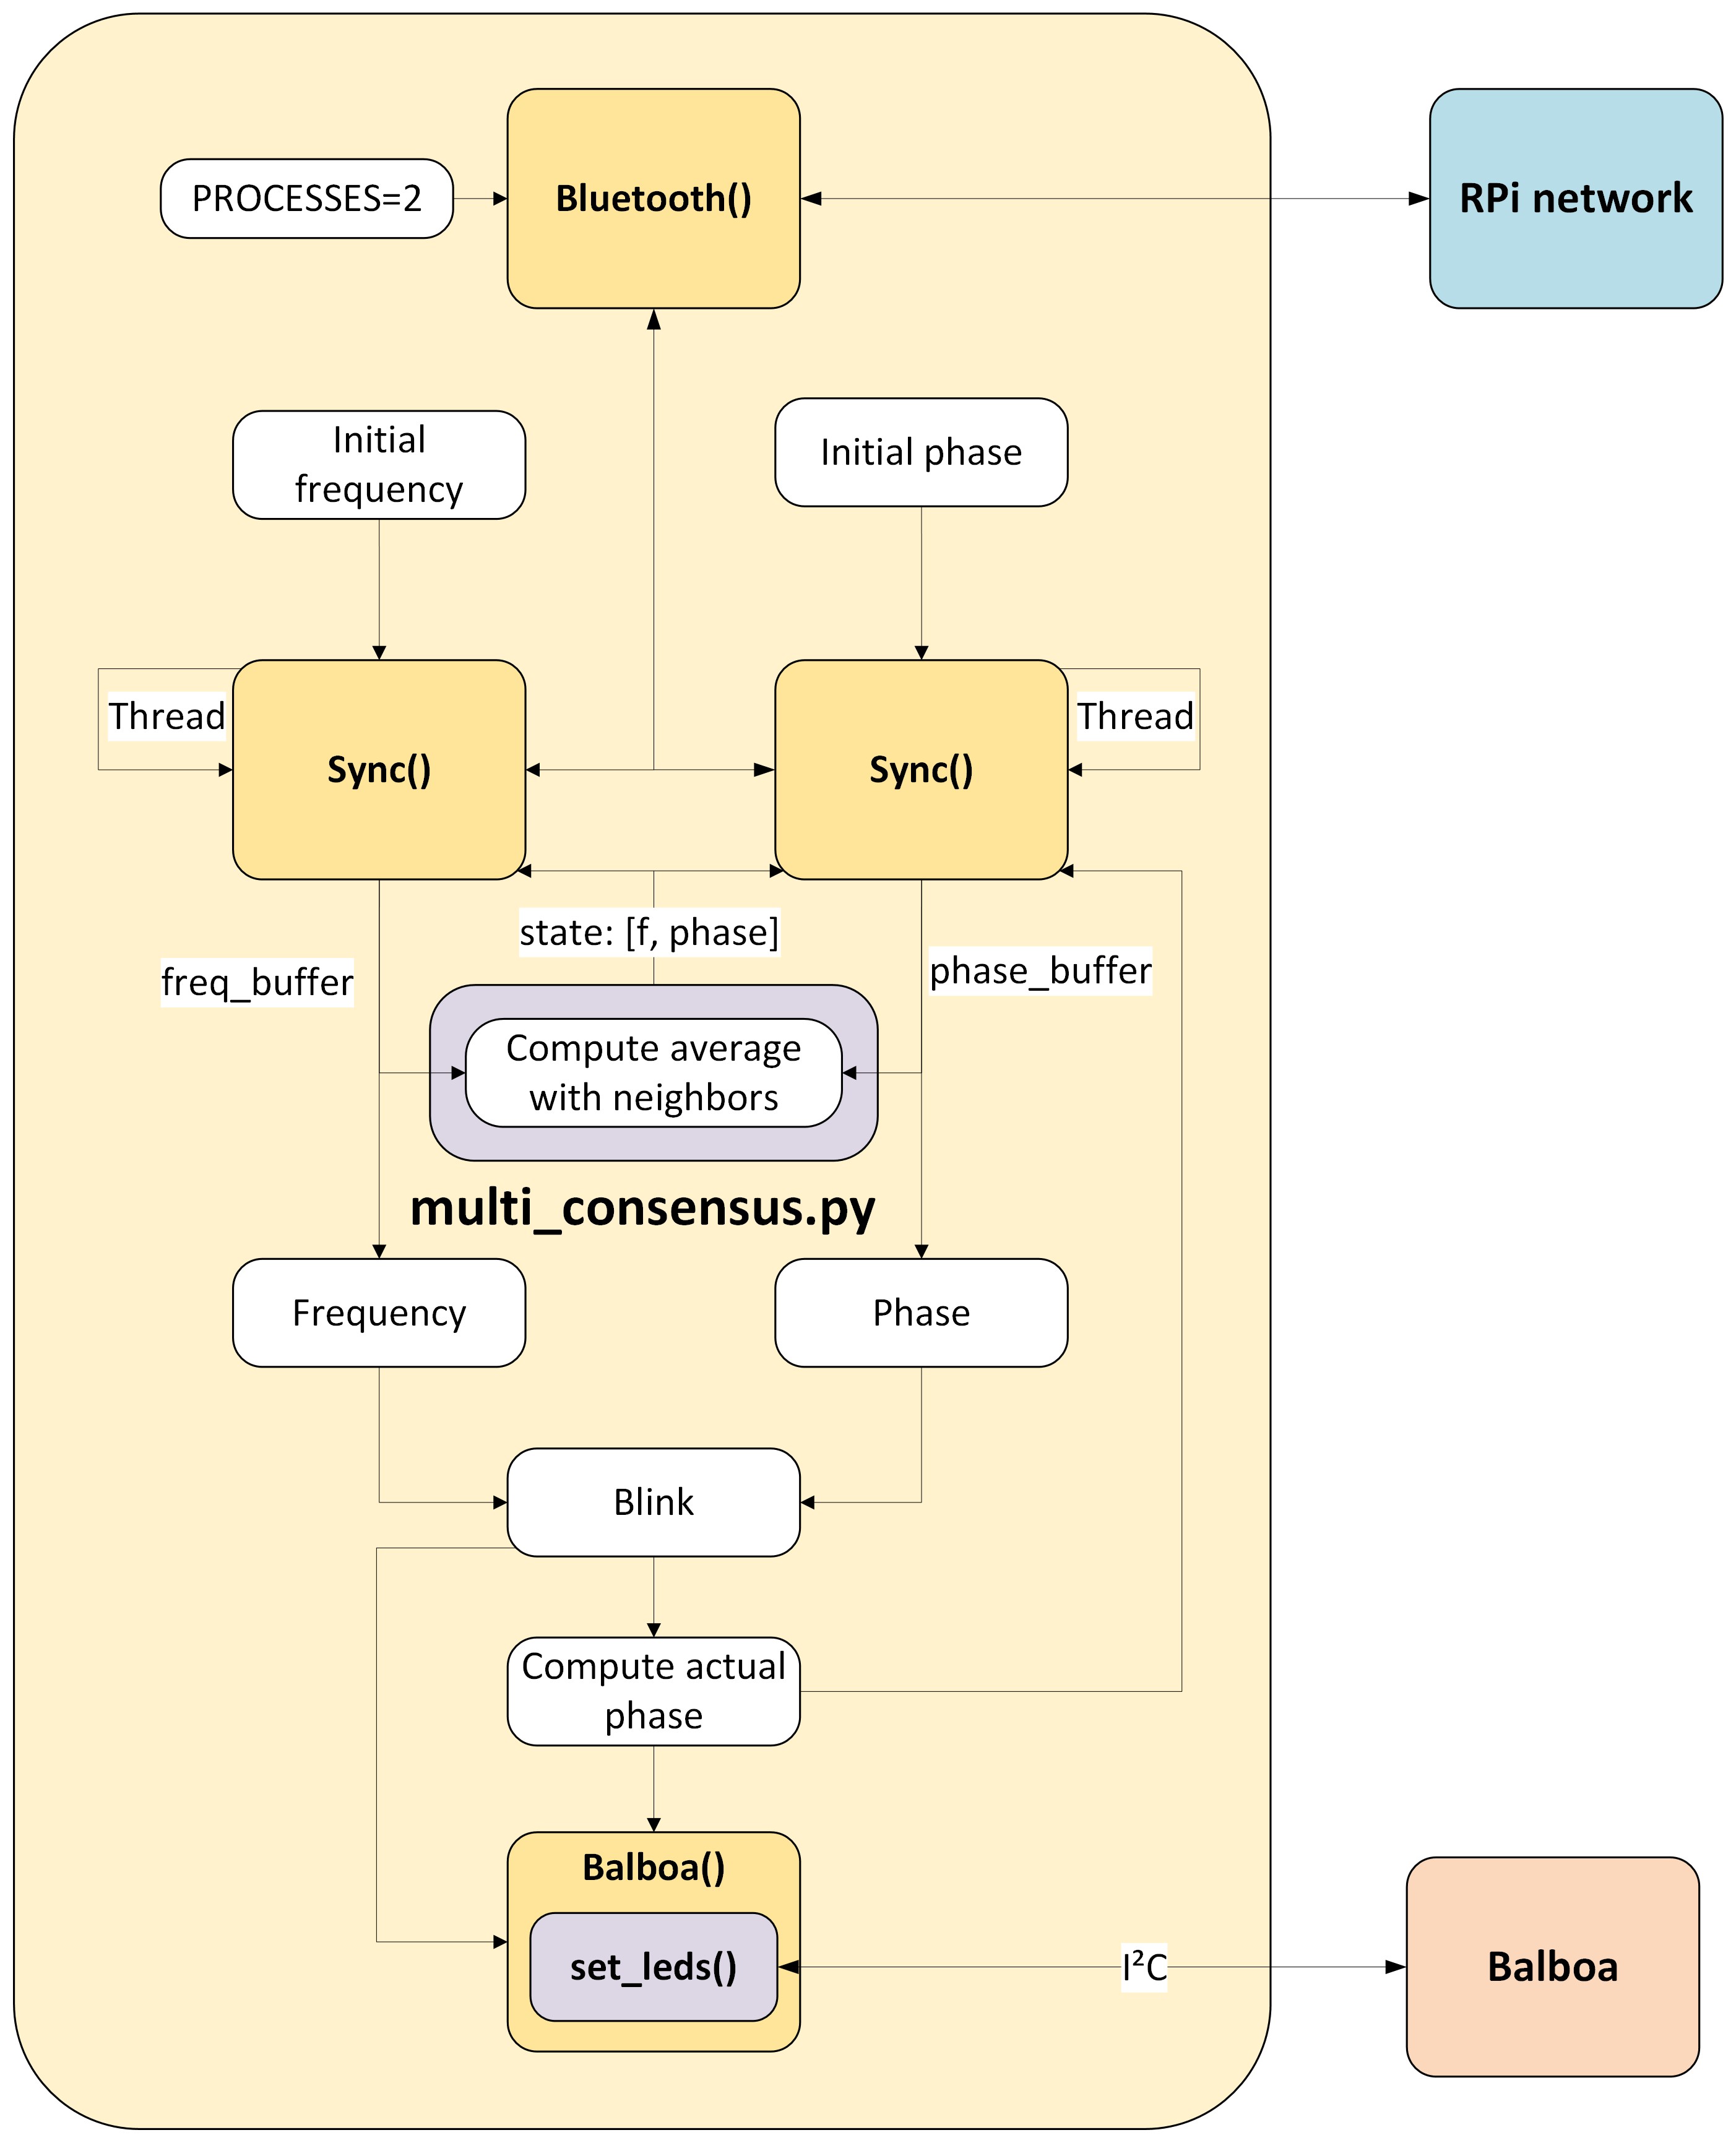 PROCESSES=2
Bluetooth()
RPi network
Initial
frequency
Initial phase
Thread
Thread
Sync()
Sync()
state: [f, phase]
freq_buffer
phase_buffer
Compute average
with neighbors
multi_consensus.py
Frequency
Phase
Blink
Compute actual
phase
Balboa()
set_leds()
I²C
Balboa